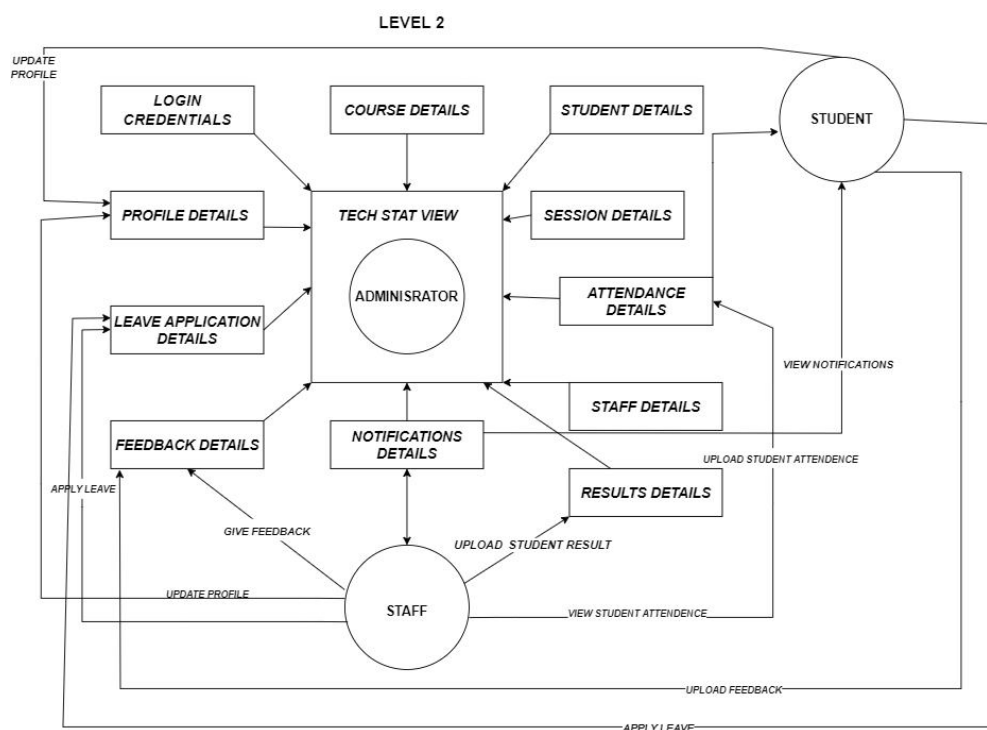 LEVEL 2
UPDATE
PROFILE
LOGIN
CREDENTIALS
COURSE DETAILS
STUDENT DETAILS
STUDENT
PROFILE DETAILS
TECH STAT VIEW
SESSION DETAILS
ADMINISRATOR
ATTENDANCE
DETAILS
LEAVE APPLICATION
DETAILS
VIEW NOTIFICATIONS
STAFF DETAILS
FEEDBACK DETAILS
NOTIFICATIONS
DETAILS
UPLOAD STUDENT ATTENDENCE
APPLY LEAVE
RESULTS DETAILS
GIVE FEEDBACK
UPLOAD STUDENT RESULT
UPDATE PROFILE
STAFF
VIEW STUDENT ATTENDENCE
UPLOAD FEEDBACK
APPLY LEAVE